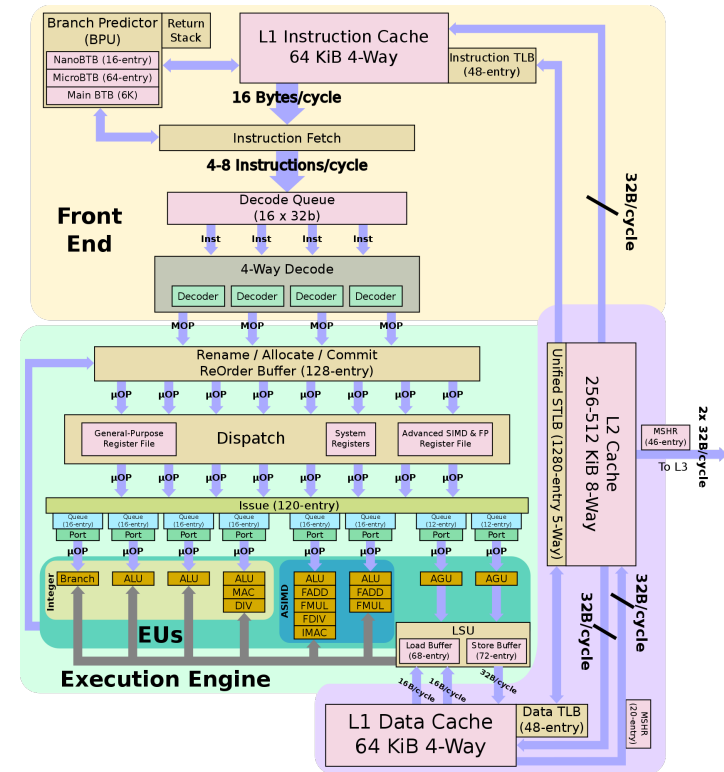 Branch Predictor
(BPU)
Return
Stack
NanoBTB (16-entry)
MicroBTB (64-entry)
Main BTB (6K)
L1 Instruction Cache
64 KiB 4-Way
Instruction TLB
(48-entry)
16 Bytes/cycle
Instruction Fetch
4-8 Instructions/cycle
Decode Queue
(16 x 32b)
Front
End
Inst
Inst
Inst
Inst
4-Way Decode
Decoder
Decoder
Decoder
Decoder
32B/cycle
MOP
MOP
MOP
MOP
Rename / Allocate / Commit
ReOrder Buffer (128-entry)
µOP
µOP
µOP
µOP
µOP
µOP
µOP
µOP
General-Purpose
Register File
Dispatch
System
Registers
Advanced SIMD & FP
Register File
µOP
µOP
µOP
µOP
µOP
µOP
µOP
µOP
Issue (120-entry)
Queue
(16-entry)
Queue
(16-entry)
Queue
(16-entry)
Queue
(16-entry)
Queue
(16-entry)
Queue
(16-entry)
Queue
(12-entry)
Queue
(12-entry)
Port
Port
Port
Port
Port
Port
Port
Port
µOP
µOP
µOP
µOP
µOP
µOP
µOP
µOP
Integer
Branch
ALU
ALU
ALU
MAC
DIV
ASIMD
ALU
FADD
FMUL
FDIV
IMAC
ALU
FADD
FMUL
AGU
AGU
EUs
Execution Engine
LSU
Load Buffer
(68-entry)
Store Buffer
(72-entry)
16B/cycle
16B/cycle
32B/cycle
L1 Data Cache
64 KiB 4-Way
Data TLB
(48-entry)
Unified STLB (1280-entry 5-Way)
L2 Cache
256-512 KiB 8-Way
MSHR
(46-entry)
To L3
2x 32B/cycle
32B/cycle
32B/cycle
MSHR
(20-entry)